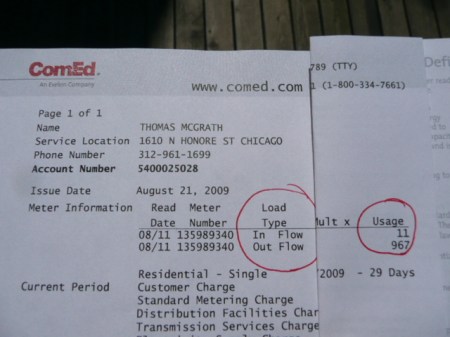 ComEd.
An Exelon Company
www.comed.com
789 (TTY)
1 (1-800-334-7661)
Page 1 of 1
Name THOMAS MCGRATH
Service Location 1610 N HONORE ST CHICAGO
Phone Number 312-961-1699
Account Number 5400025028
Issue Date August 21, 2009
Meter Information Read Meter Load
Date Number Type Mult x Usage
08/11 135989340 In Flow 11
08/11 135989340 Out Flow 967
Residential - Single /2009 - 29 Days
Current Period Customer Charge
Standard Metering Charge
Distribution Facilities Char
Transmission Services Charge
Defi